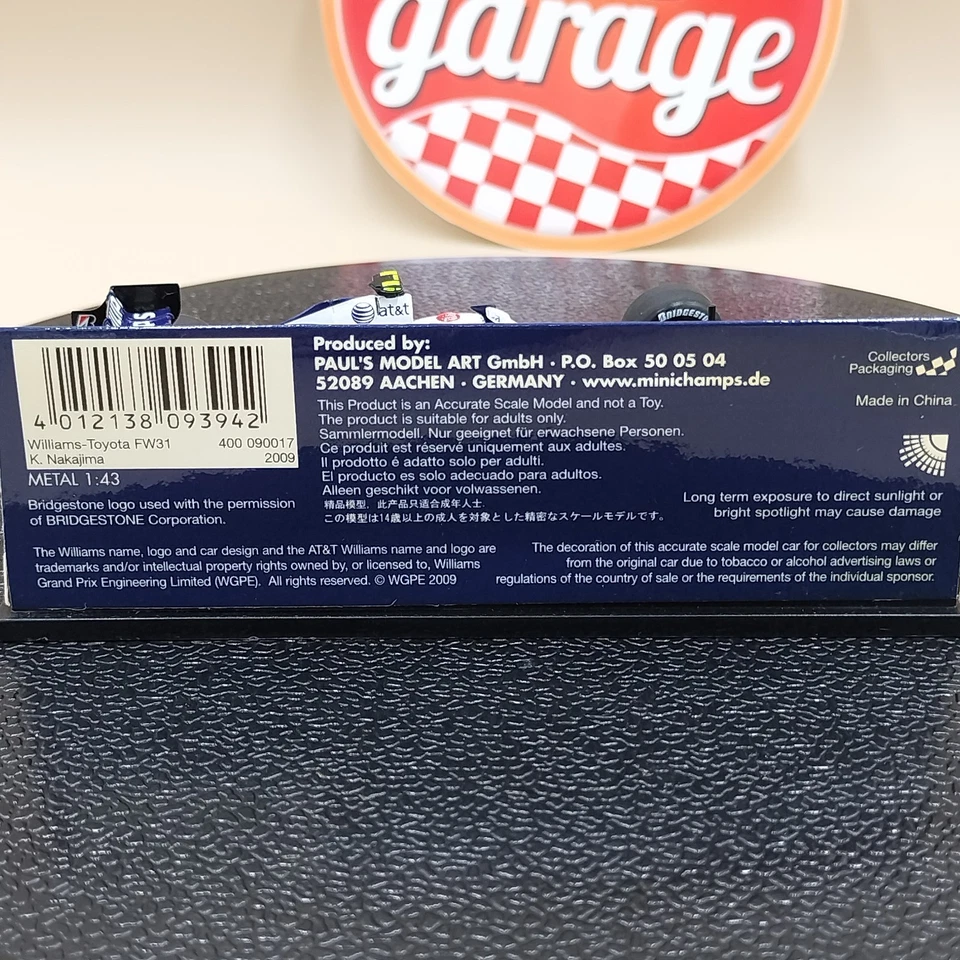 garage
at&t
BRIDGESTO
4 012138 093942
Williams-Toyota FW31 400 090017
K. Nakajima 2009
METAL 1:43
Bridgestone logo used with the permission
of BRIDGESTONE Corporation.
Produced by:
PAUL'S MODEL ART GmbH · P.O. Box 50 05 04
52089 AACHEN · GERMANY · www.minichamps.de
This Product is an Accurate Scale Model and not a Toy.
The product is suitable for adults only.
Sammlermodell. Nur geeignet für erwachsene Personen.
Ce produit est réservé uniquement aux adultes.
Il prodotto é adatto solo per adulti.
El producto es solo adecuado para adultos.
Alleen geschikt voor volwassenen.
精品模型，此产品只适合成年人士.
この模型は14歳以上の成人を対象とした精密なスケールモデルです。
Collectors
Packaging
Made in China
Long term exposure to direct sunlight or
bright spotlight may cause damage
The Williams name, logo and car design and the AT&T Williams name and logo are
trademarks and/or intellectual property rights owned by, or licensed to, Williams
Grand Prix Engineering Limited (WGPE). All rights reserved. © WGPE 2009
The decoration of this accurate scale model car for collectors may differ
from the original car due to tobacco or alcohol advertising laws or
regulations of the country of sale or the requirements of the individual sponsor.